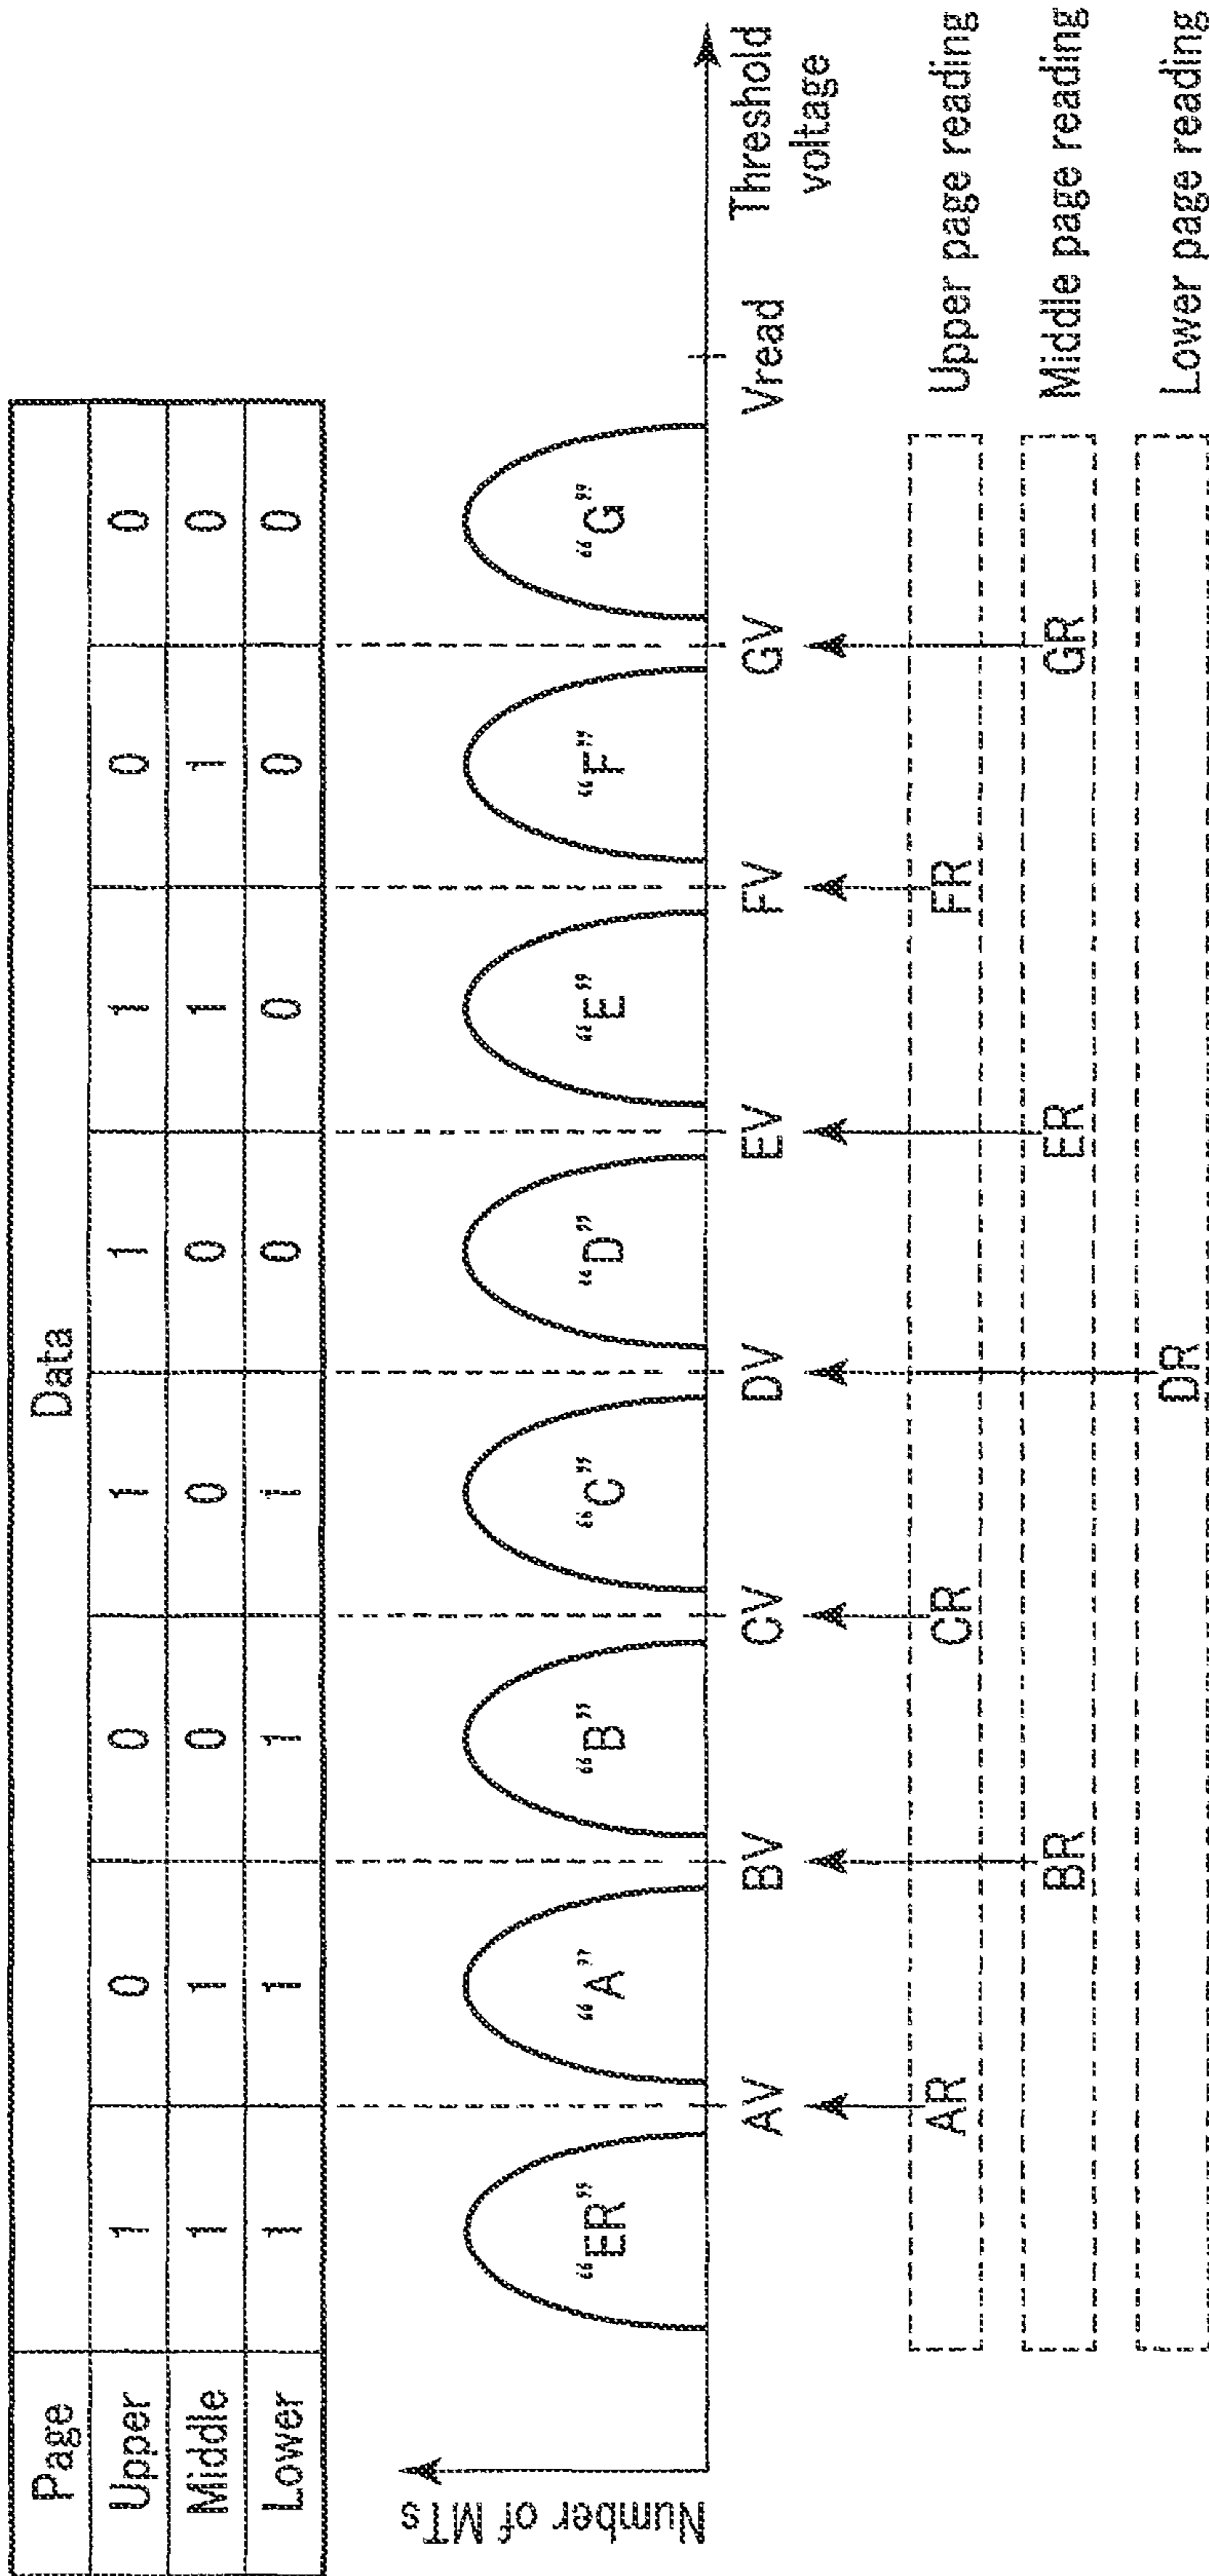 Page Data
Upper 1 0 0 1 1 1 0 0
Middle 1 1 0 0 0 1 1 0
Lower 1 1 1 1 0 0 0 0
Number of MTs
“ER” “A” “B” “C” “D” “E” “F” “G”
AV BV CV DV EV FV GV Vread Threshold
voltage
AR CR FR Upper page reading
BR ER GR Middle page reading
DR Lower page reading